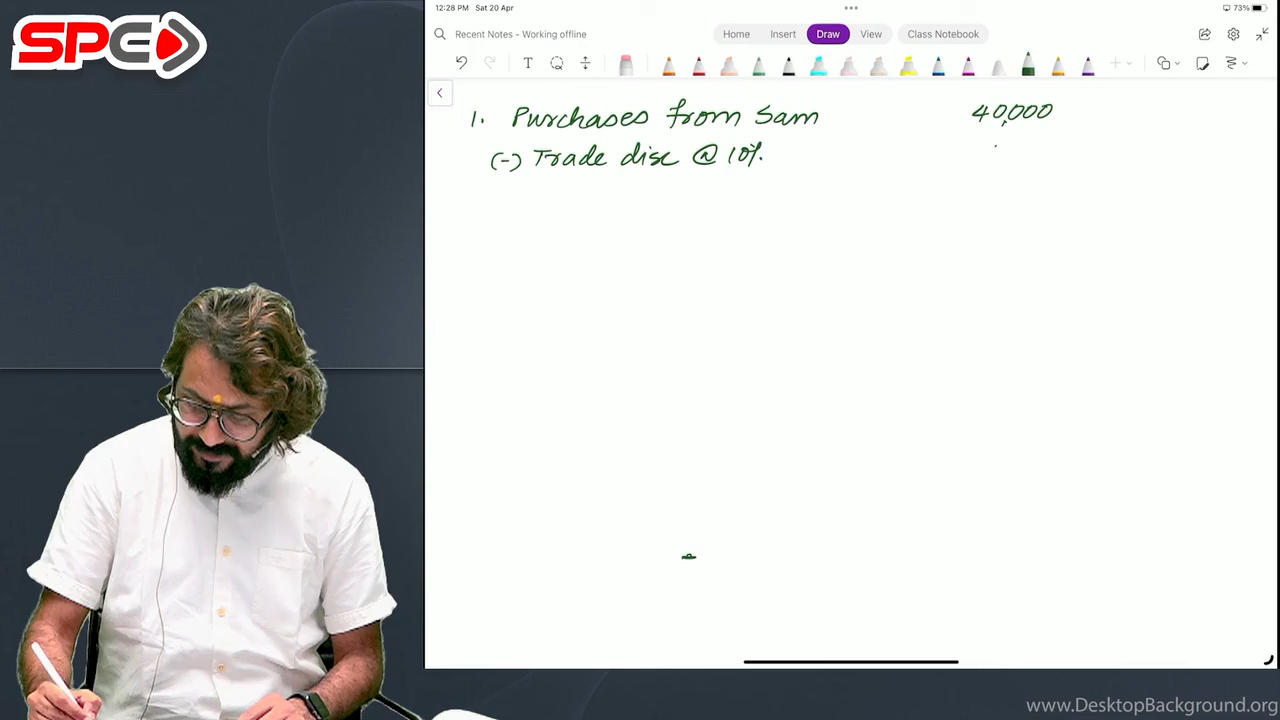 SPE
12:28 PM Sat 20 Apr
73%
Recent Notes - Working offline
Home Insert Draw View Class Notebook
1. Purchases from Sam 40,000
(-) Trade disc @ 10%.
www.DesktopBackground.org